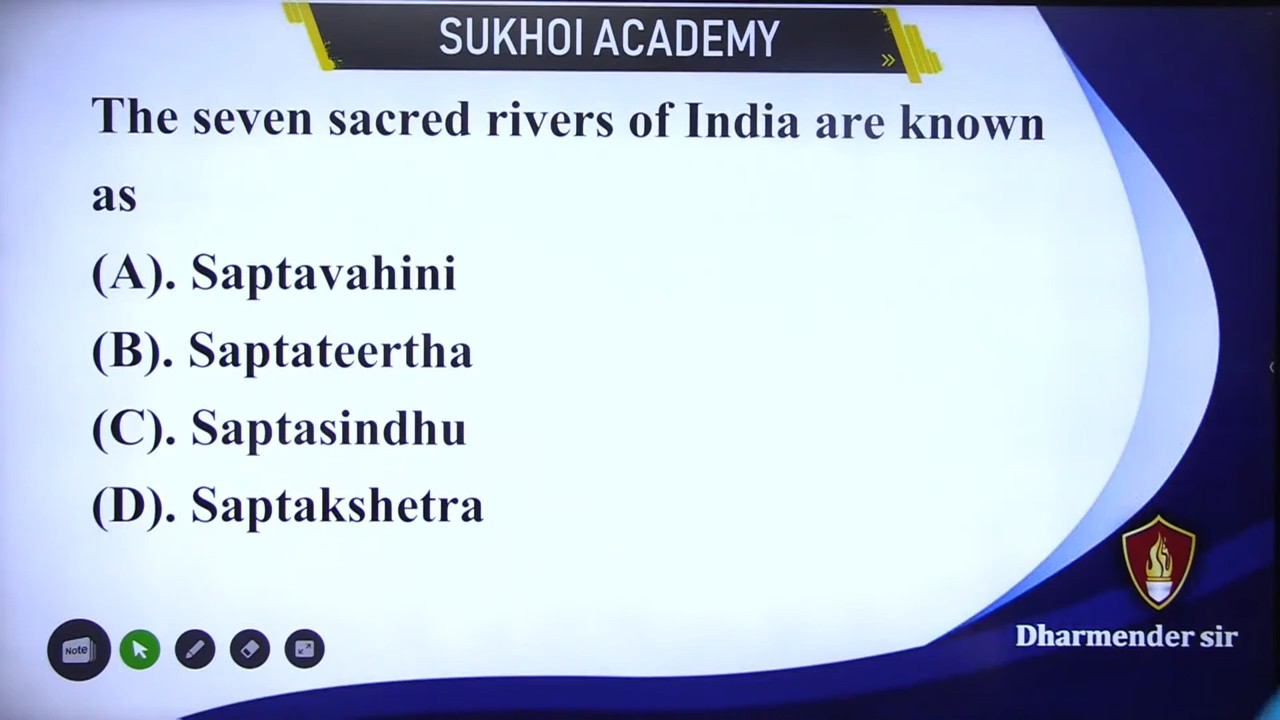 SUKHOI ACADEMY
The seven sacred rivers of India are known
as
(A). Saptavahini
(B). Saptateertha
(C). Saptasindhu
(D). Saptakshetra
Note
Dharmender sir